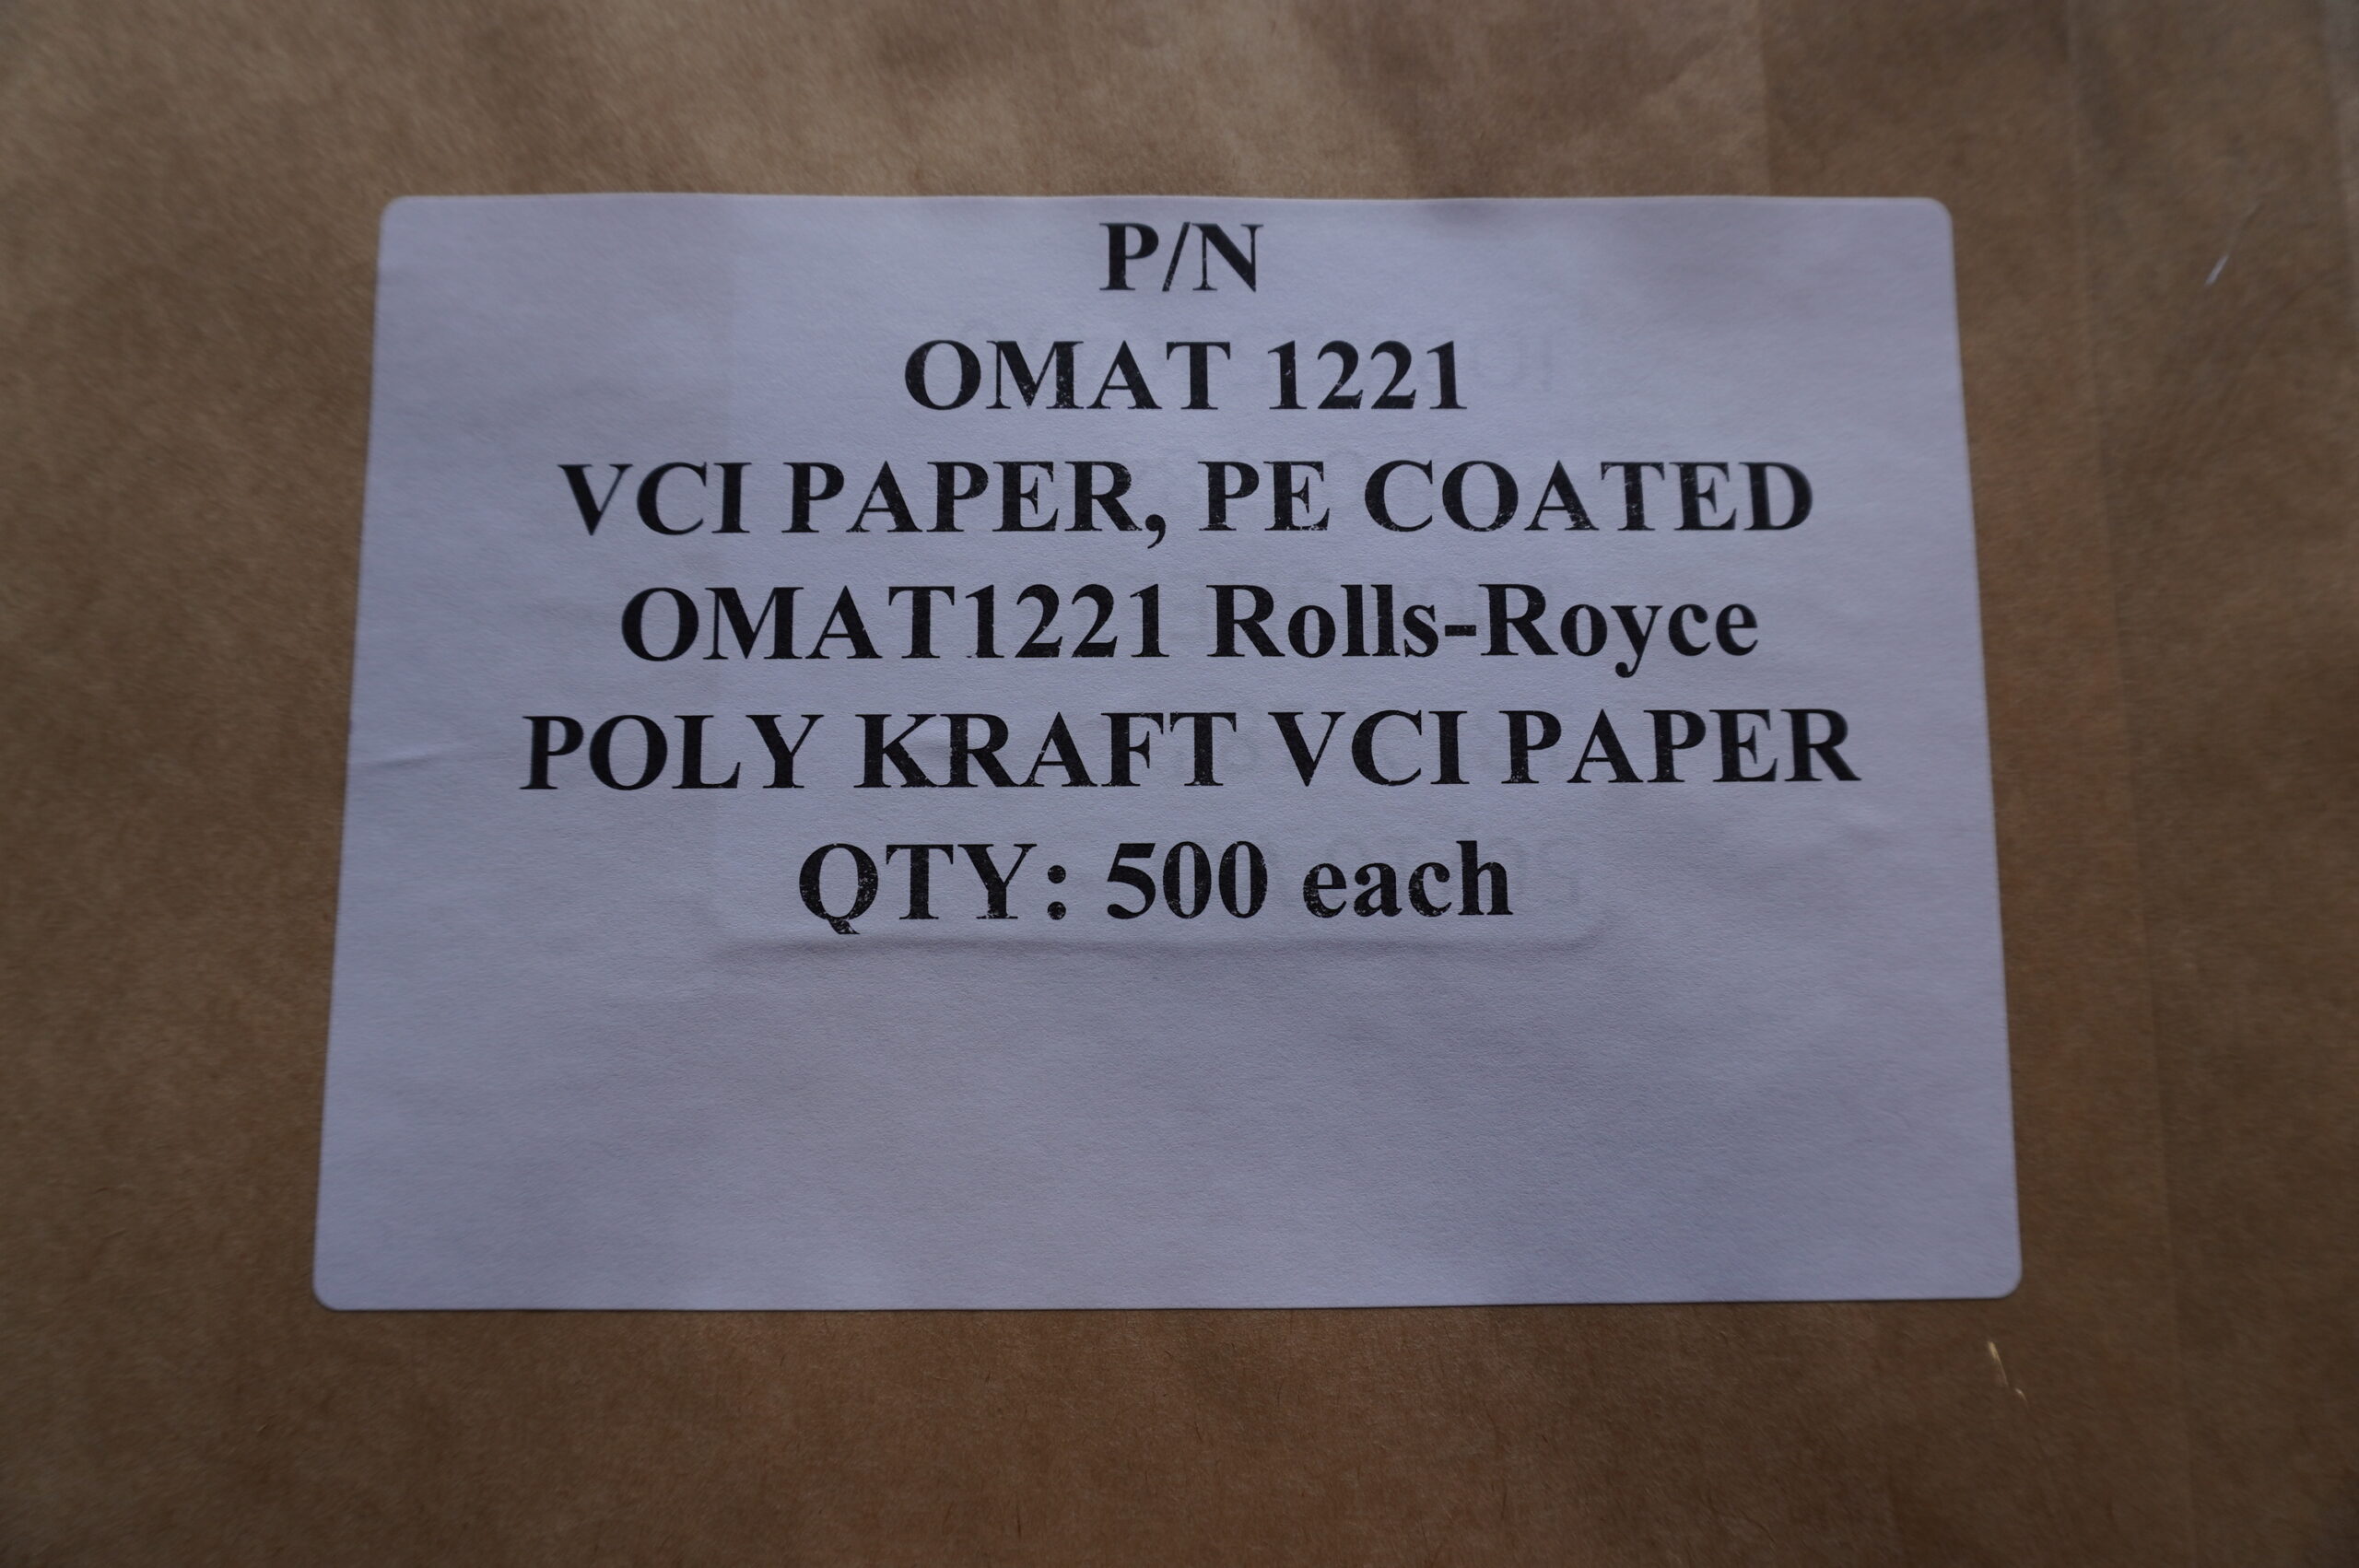 P/N
OMAT 1221
VCI PAPER, PE COATED
OMAT1221 Rolls-Royce
POLY KRAFT VCI PAPER
QTY: 500 each